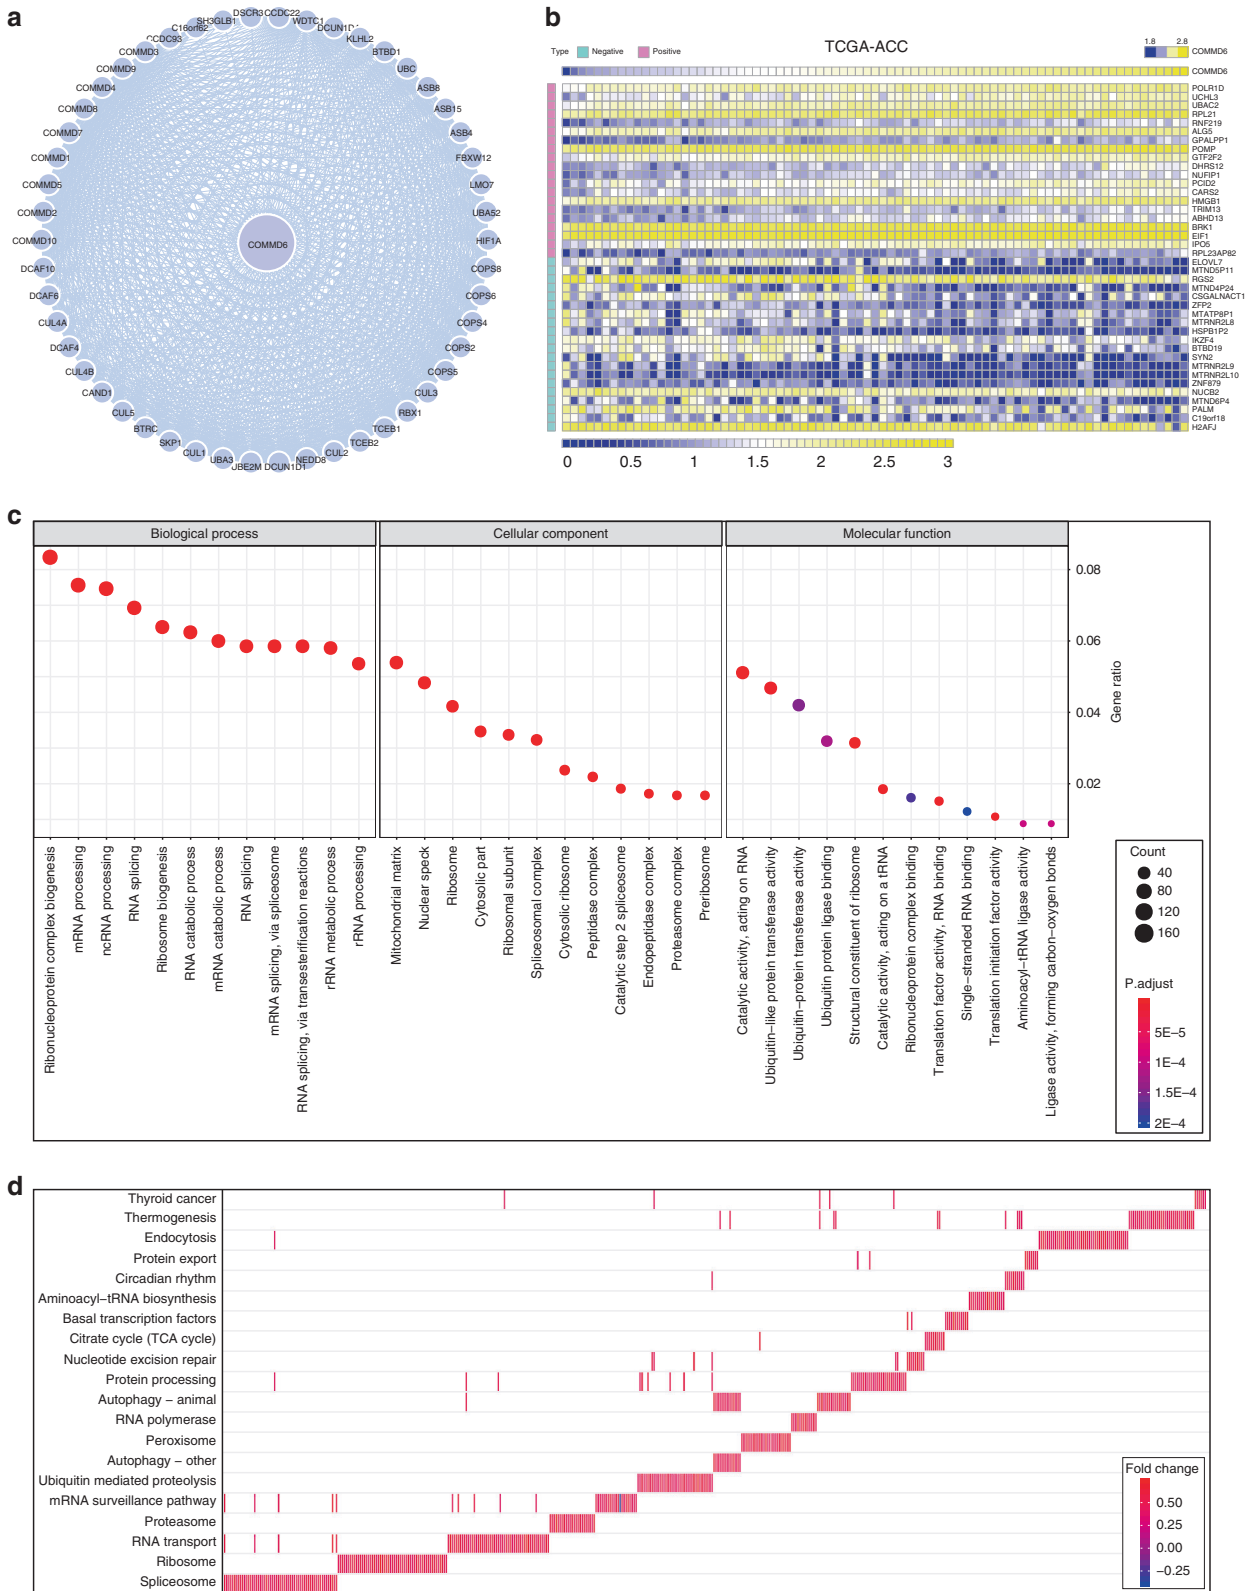 a
DSCR3
CCDC22
WDTC1
KLHL2
BTBD1
UBC
ASB8
ASB15
ASB4
FBXW12
LMO7
UBA52
HIF1A
COPS8
COPS6
COPS4
COPS2
COPS5
CUL3
RBX1
TCEB1
TCEB2
CUL2
NEDD8
DCUN1D1
UBE2M
UBA3
CUL1
SKP1
BTRC
CUL5
CAND1
CUL4B
DCAF4
CUL4A
DCAF6
DCAF10
COMMD10
COMMD2
COMMD5
COMMD1
COMMD7
COMMD8
COMMD4
COMMD9
COMMD3
CCDC93
C16orf62
SH3GLB1
COMMD6
b
TCGA-ACC
Type
Negative
Positive
1.8
2.8
COMMD6
COMMD6
POLR1D
UCHL3
UBAC2
RPL21
RNF219
ALG5
GPALPP1
POMP
GTF2F2
DHRS12
NUFIP1
PCID2
CARS2
HMGB1
TRIM13
ABHD13
BRK1
EIF1
IPO5
RPL23AP82
ELOVL7
MTND5P11
RGS2
MTND4P24
CSGALNACT1
ZFP2
MTATP8P1
MTRNR2L8
HSPB1P2
IKZF4
BTBD19
SYN2
MTRNR2L9
MTRNR2L10
ZNF879
NUCB2
MTND6P4
PALM
C19orf18
H2AFJ
0
0.5
1
1.5
2
2.5
3
c
Biological process
Cellular component
Molecular function
0.08
0.06
0.04
0.02
Gene ratio
Ribonucleoprotein complex biogenesis
mRNA processing
ncRNA processing
RNA splicing
Ribosome biogenesis
RNA catabolic process
mRNA catabolic process
RNA splicing
mRNA splicing, via spliceosome
RNA splicing, via transesterification reactions
rRNA metabolic process
rRNA processing
Mitochondrial matrix
Nuclear speck
Ribosome
Cytosolic part
Ribosomal subunit
Spliceosomal complex
Cytosolic ribosome
Peptidase complex
Catalytic step 2 spliceosome
Endopeptidase complex
Proteasome complex
Preribosome
Catalytic activity, acting on RNA
Ubiquitin−like protein transferase activity
Ubiquitin−protein transferase activity
Ubiquitin protein ligase binding
Structural constituent of ribosome
Catalytic activity, acting on a tRNA
Ribonucleoprotein complex binding
Translation factor activity, RNA binding
Single−stranded RNA binding
Translation initiation factor activity
Aminoacyl−tRNA ligase activity
Ligase activity, forming carbon−oxygen bonds
Count
40
80
120
160
P.adjust
5E−5
1E−4
1.5E−4
2E−4
d
Thyroid cancer
Thermogenesis
Endocytosis
Protein export
Circadian rhythm
Aminoacyl−tRNA biosynthesis
Basal transcription factors
Citrate cycle (TCA cycle)
Nucleotide excision repair
Protein processing
Autophagy − animal
RNA polymerase
Peroxisome
Autophagy − other
Ubiquitin mediated proteolysis
mRNA surveillance pathway
Proteasome
RNA transport
Ribosome
Spliceosome
Fold change
0.50
0.25
0.00
−0.25